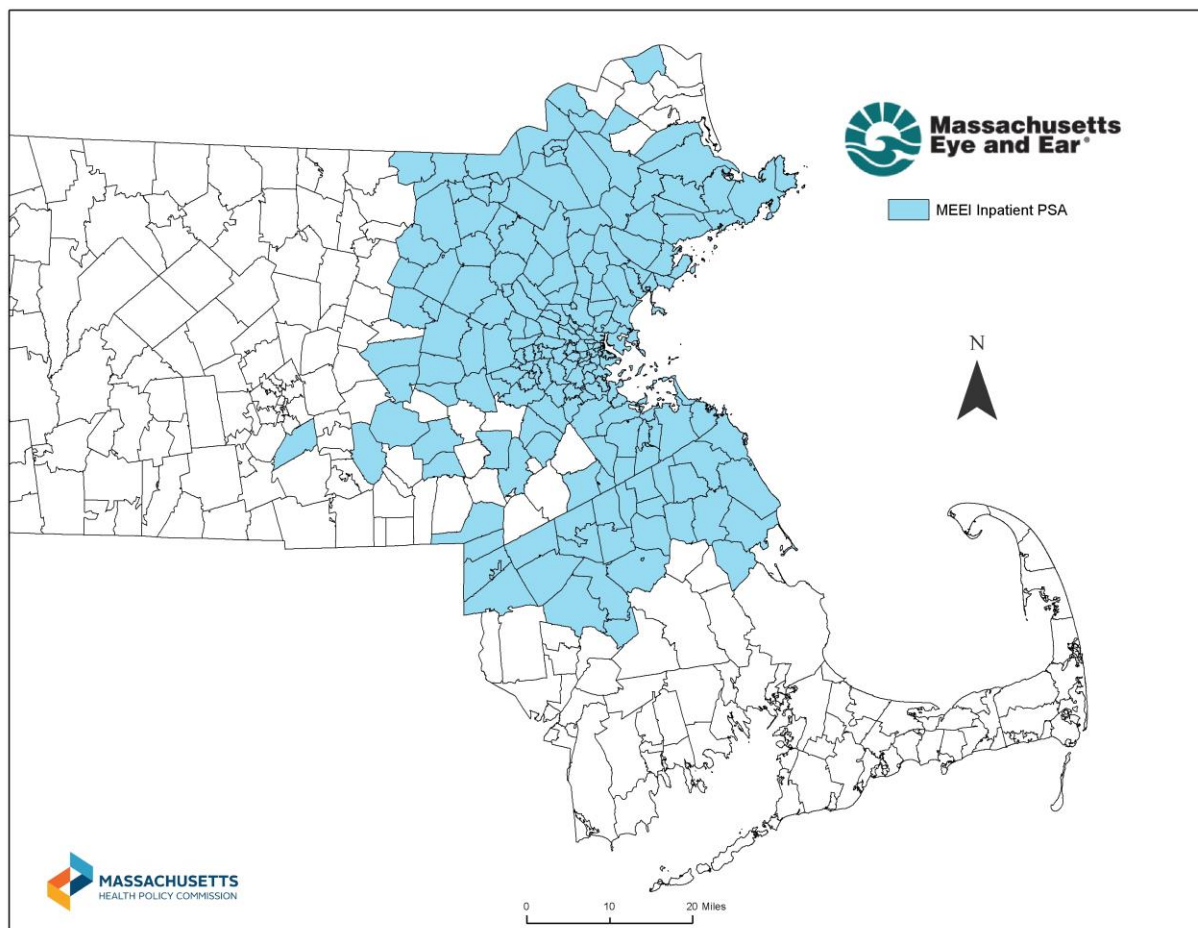 Massachusetts
Eye and Ear®
MEEI Inpatient PSA
N
MASSACHUSETTS
HEALTH POLICY COMMISSION
0 10 20 Miles